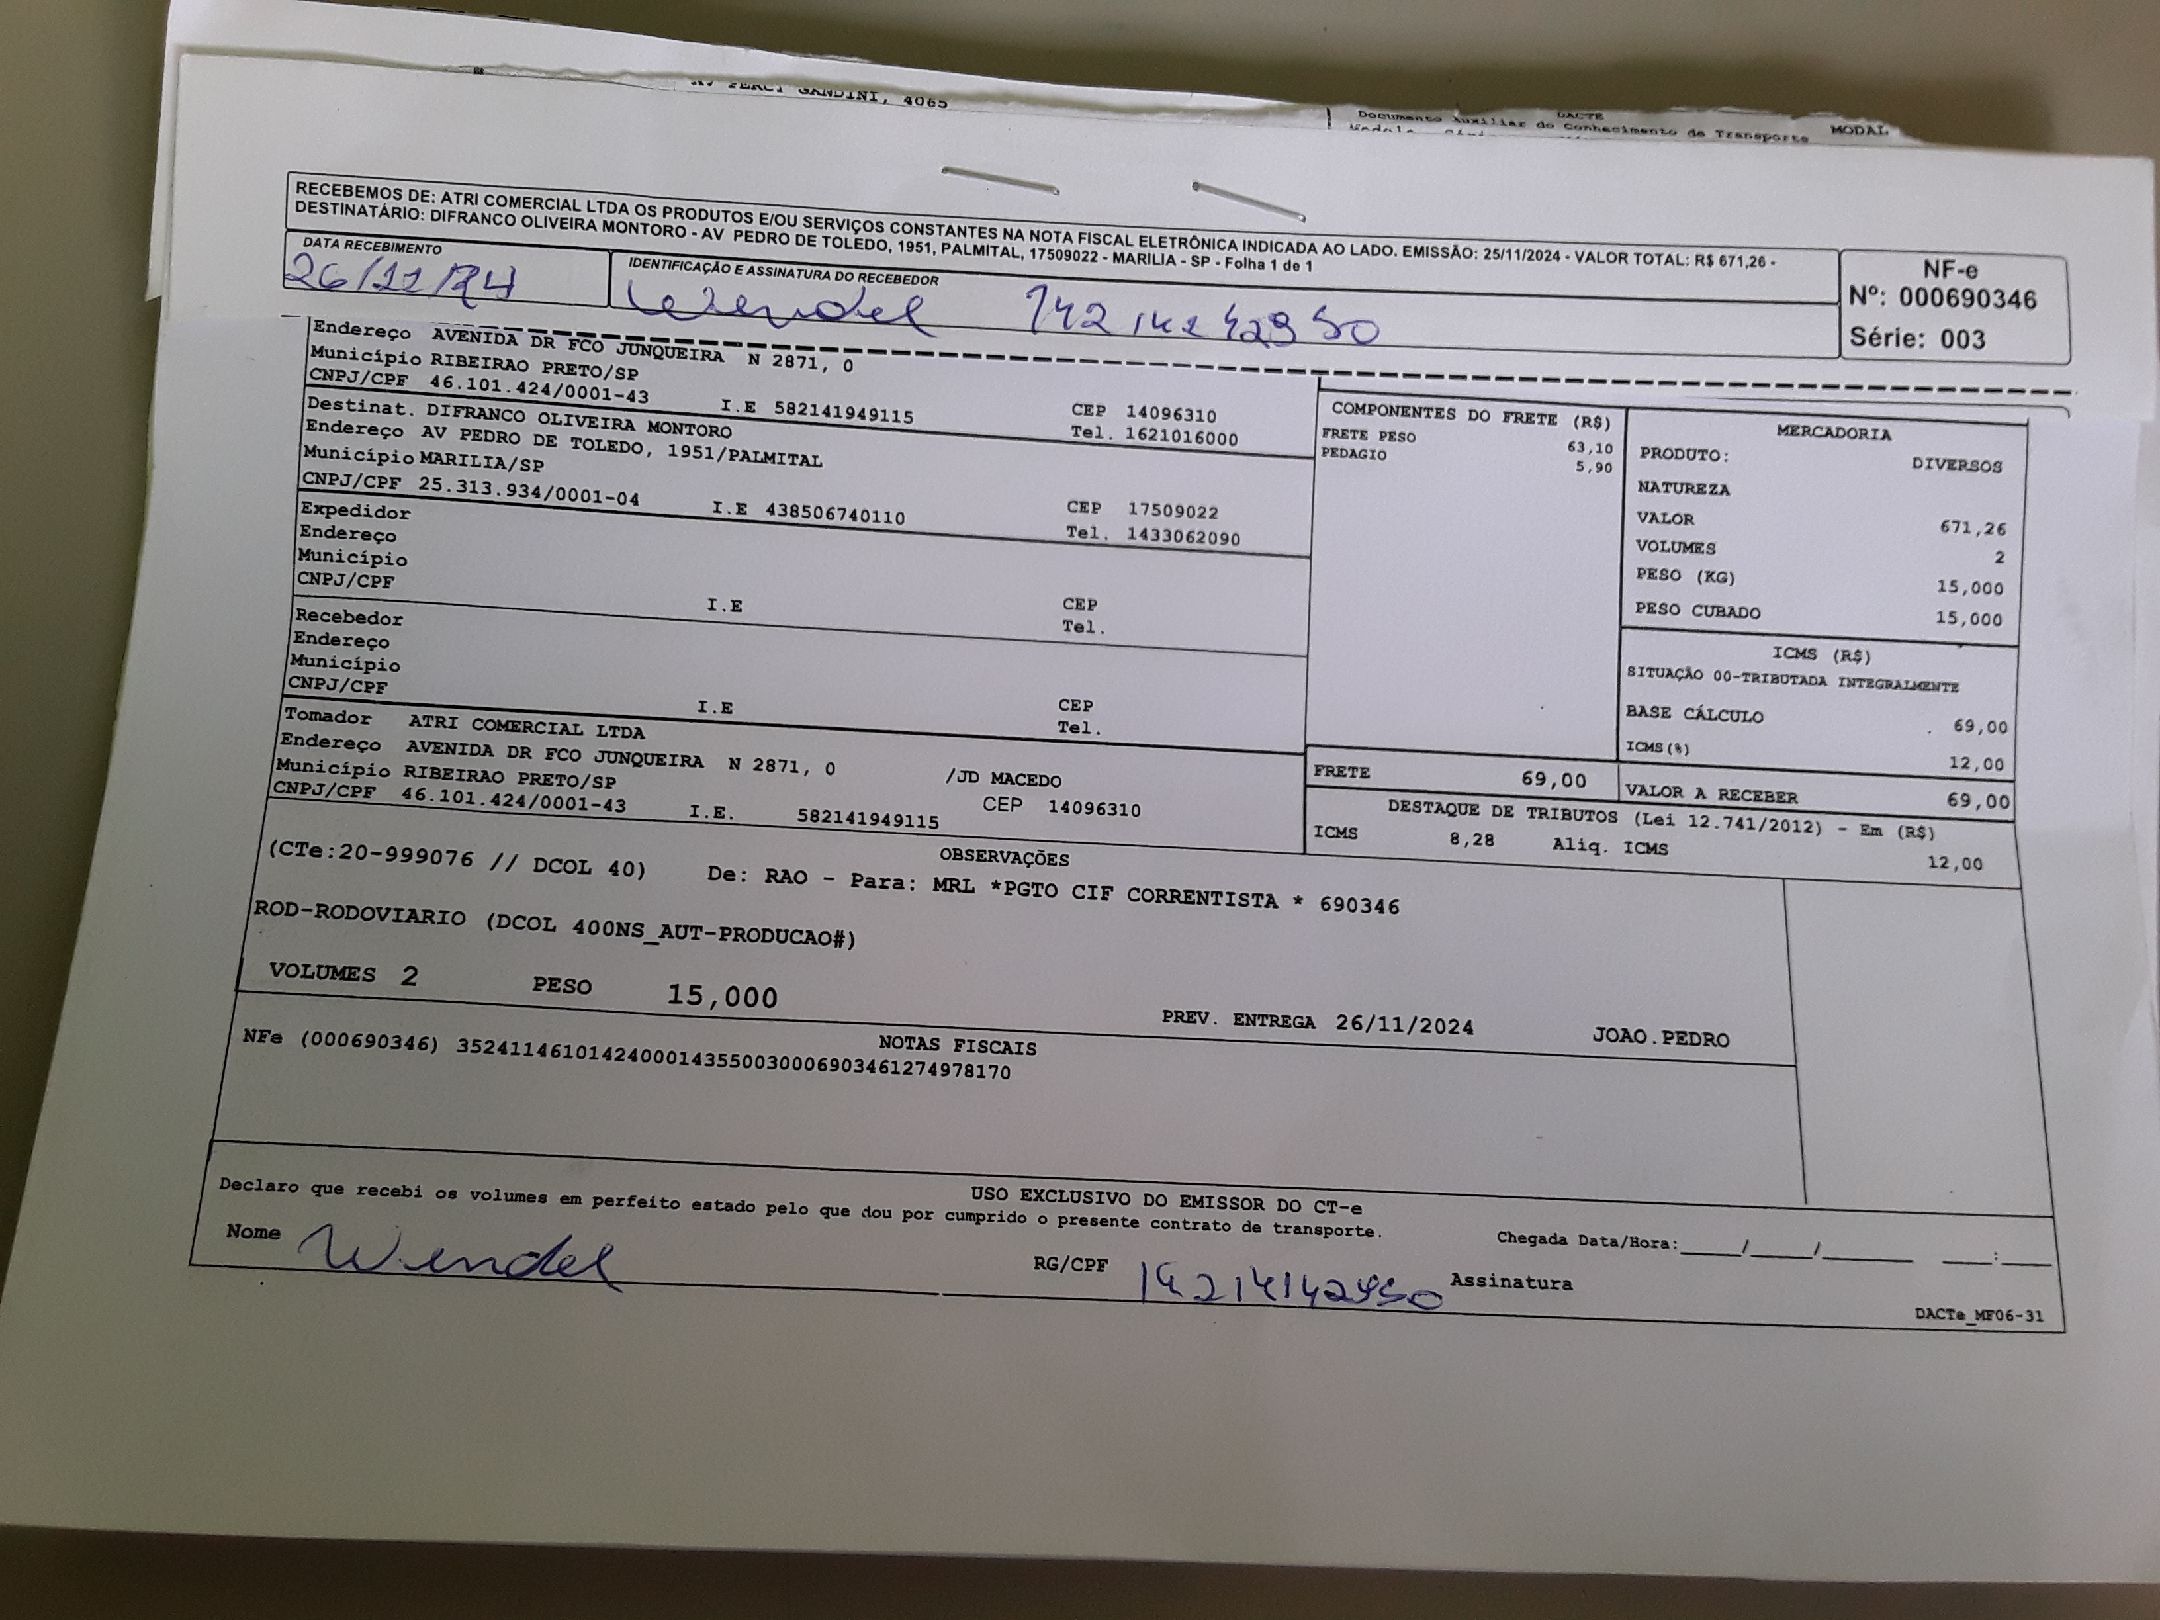 AV PERCY GANDINI, 4065
DACTE
Documento Auxiliar do Conhecimento de Transporte
MODAL
RECEBEMOS DE: ATRI COMERCIAL LTDA OS PRODUTOS E/OU SERVIÇOS CONSTANTES NA NOTA FISCAL ELETRÔNICA INDICADA AO LADO. EMISSÃO: 25/11/2024 - VALOR TOTAL: R$ 671,26 -
DESTINATÁRIO: DIFRANCO OLIVEIRA MONTORO - AV PEDRO DE TOLEDO, 1951, PALMITAL, 17509022 - MARILIA - SP - Folha 1 de 1
DATA RECEBIMENTO
26/11/24
IDENTIFICAÇÃO E ASSINATURA DO RECEBEDOR
Wendel
NF-e
Nº: 000690346
Série: 003
Endereço AVENIDA DR FCO JUNQUEIRA N 2871, 0
Município RIBEIRAO PRETO/SP
CNPJ/CPF 46.101.424/0001-43 I.E 582141949115
CEP 14096310
Tel. 1621016000
Destinat. DIFRANCO OLIVEIRA MONTORO
Endereço AV PEDRO DE TOLEDO, 1951/PALMITAL
Município MARILIA/SP
CNPJ/CPF 25.313.934/0001-04 I.E 438506740110
CEP 17509022
Tel. 1433062090
Expedidor
Endereço
Município
CNPJ/CPF I.E
CEP
Tel.
Recebedor
Endereço
Município
CNPJ/CPF I.E
CEP
Tel.
Tomador ATRI COMERCIAL LTDA
Endereço AVENIDA DR FCO JUNQUEIRA N 2871, 0 /JD MACEDO
Município RIBEIRAO PRETO/SP CEP 14096310
CNPJ/CPF 46.101.424/0001-43 I.E. 582141949115
COMPONENTES DO FRETE (R$)
FRETE PESO 63,10
PEDAGIO 5,90
FRETE 69,00
MERCADORIA
PRODUTO: DIVERSOS
NATUREZA
VALOR 671,26
VOLUMES 2
PESO (KG) 15,000
PESO CUBADO 15,000
ICMS (R$)
SITUAÇÃO 00-TRIBUTADA INTEGRALMENTE
BASE CÁLCULO 69,00
ICMS(%) 12,00
VALOR A RECEBER 69,00
DESTAQUE DE TRIBUTOS (Lei 12.741/2012) - Em (R$)
ICMS 8,28 Aliq. ICMS 12,00
OBSERVAÇÕES
(CTe:20-999076 // DCOL 40) De: RAO - Para: MRL *PGTO CIF CORRENTISTA * 690346
ROD-RODOVIARIO (DCOL 400NS_AUT-PRODUCAO#)
VOLUMES 2 PESO 15,000
PREV. ENTREGA 26/11/2024 JOAO.PEDRO
NOTAS FISCAIS
NFe (000690346) 35241146101424000143550030006903461274978170
USO EXCLUSIVO DO EMISSOR DO CT-e
Declaro que recebi os volumes em perfeito estado pelo que dou por cumprido o presente contrato de transporte.
Chegada Data/Hora:_____/_____/_______ ____:____
Nome Wendel
RG/CPF
Assinatura
DACTe_MF06-31